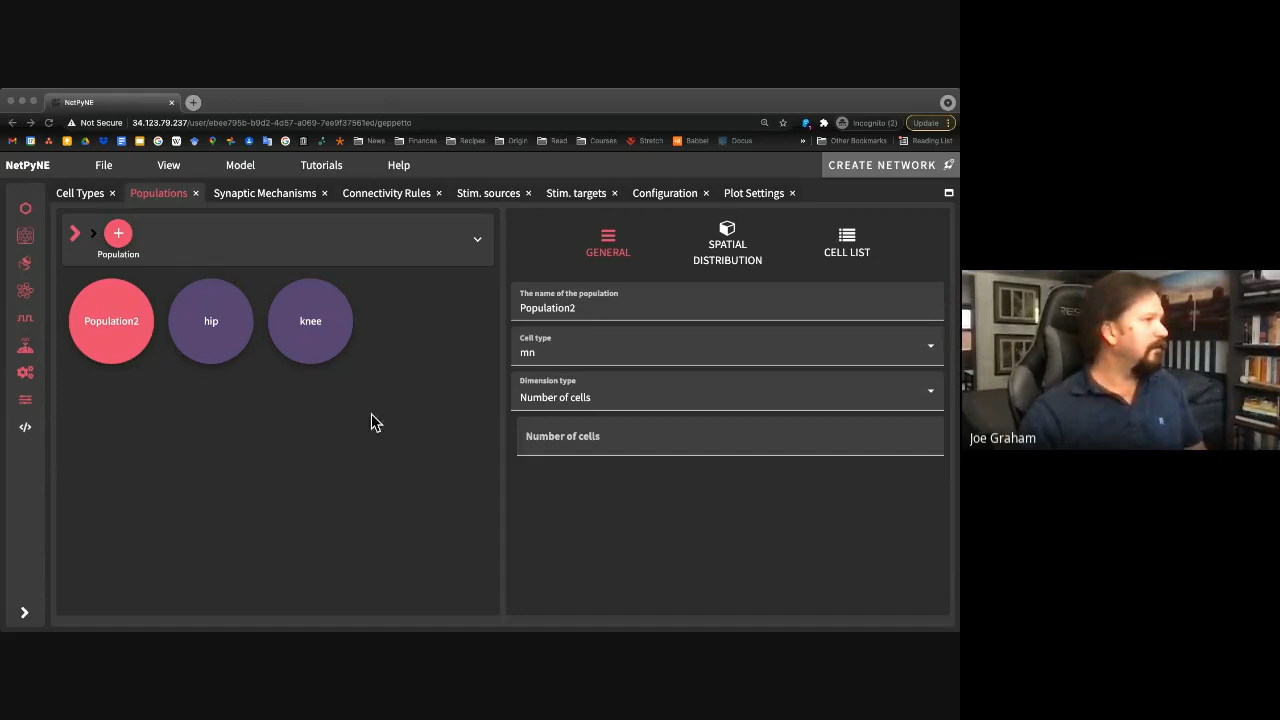 NetPyNE
Not Secure 34.123.79.237/user/ebee795b-b9d2-4d57-a069-7ee9f37561ed/geppetto
Incognito (2) Update
News Finances Recipes Origin Read Courses Stretch Babbel Docus Other Bookmarks Reading List
NetPyNE File View Model Tutorials Help CREATE NETWORK
Cell Types Populations Synaptic Mechanisms Connectivity Rules Stim. sources Stim. targets Configuration Plot Settings
Population
Population2 hip knee
GENERAL
SPATIAL
DISTRIBUTION
CELL LIST
The name of the population
Population2
Cell type
mn
Dimension type
Number of cells
Number of cells
Joe Graham